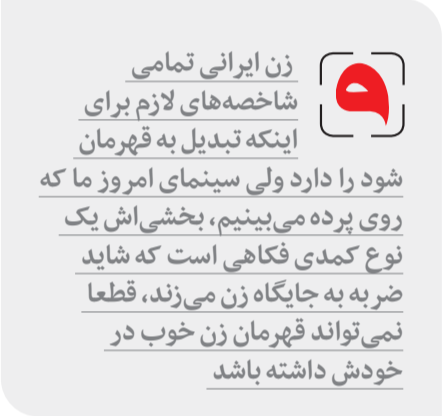 زن ایرانی تمامی
شاخصه‌های لازم برای
اینکه تبدیل به قهرمان
شود را دارد ولی سینمای امروز ما که
روی پرده می‌بینیم، بخشی‌اش یک
نوع کمدی فکاهی است که شاید
ضربه به جایگاه زن می‌زند، قطعا
نمی‌تواند قهرمان زن خوب در
خودش داشته باشد